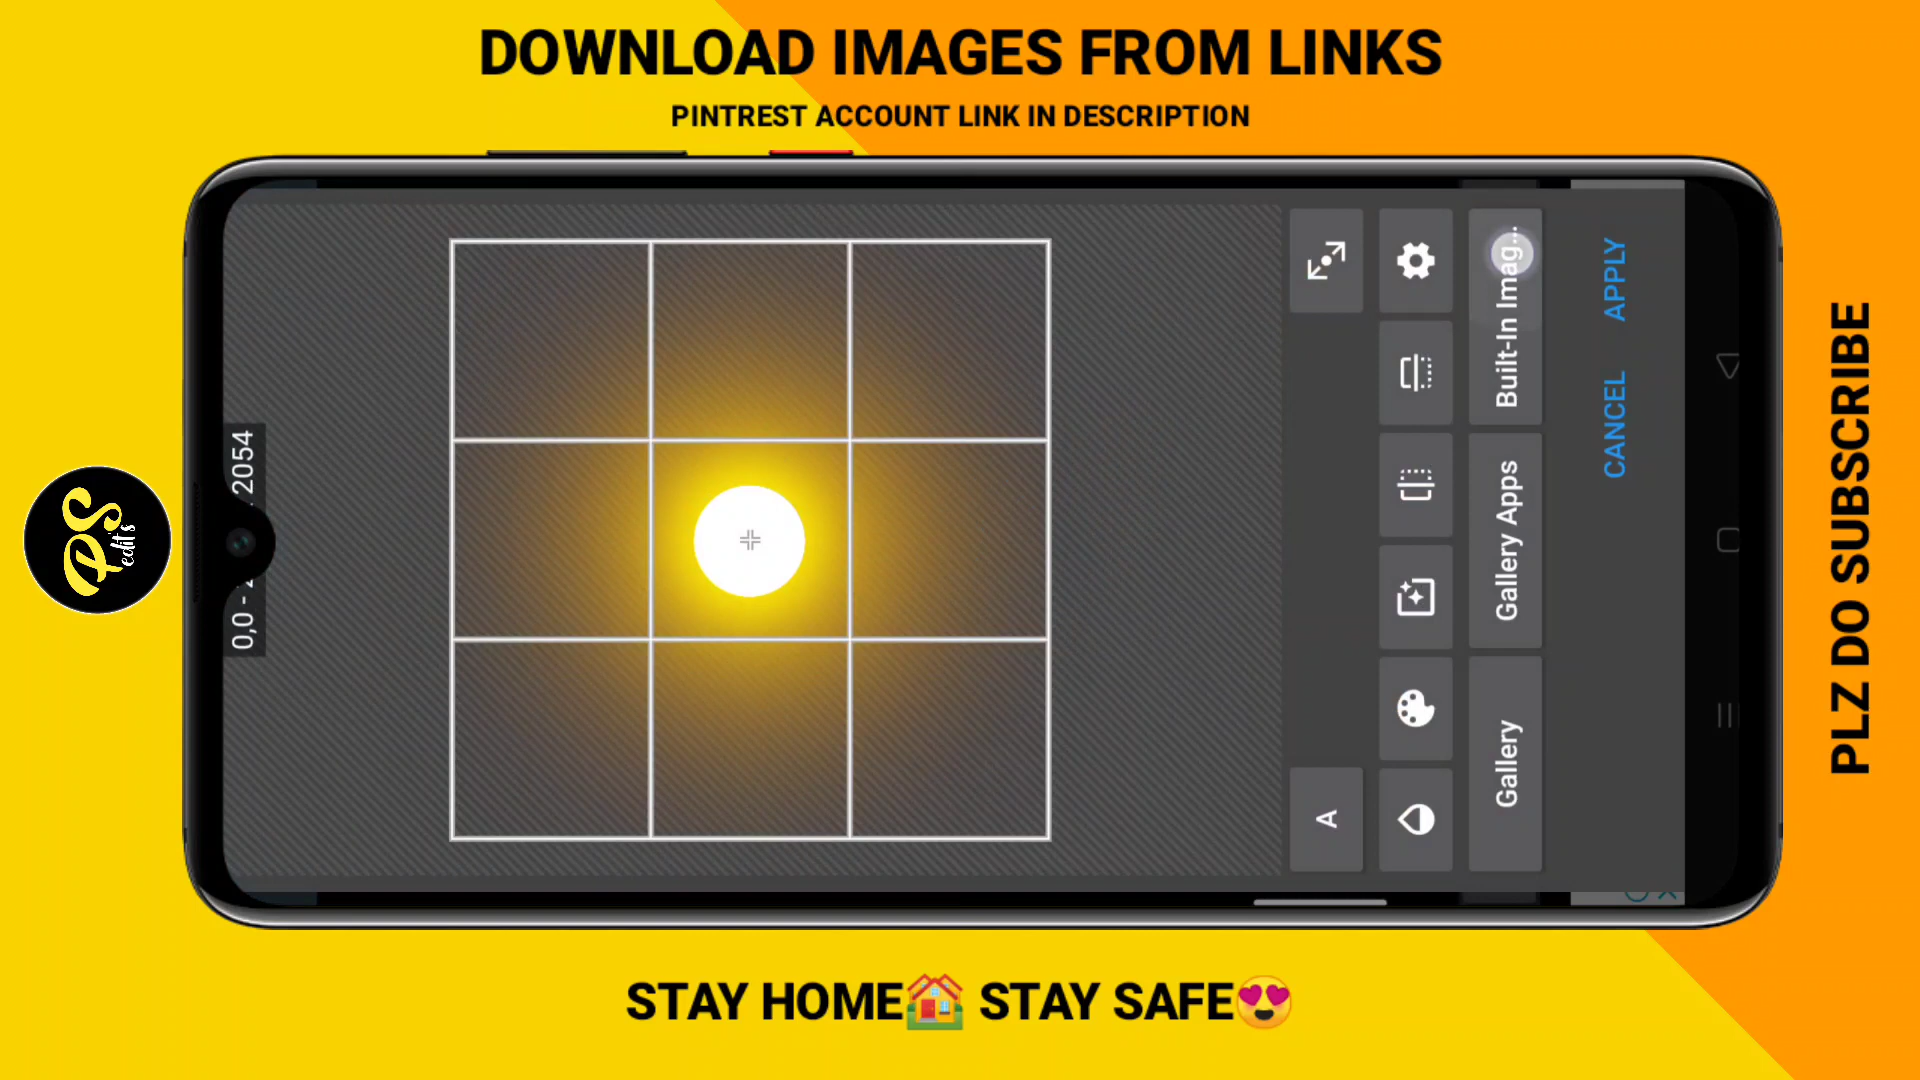 DOWNLOAD IMAGES FROM LINKS
PINTREST ACCOUNT LINK IN DESCRIPTION
PS
edit's
2054
0,0 -
A
Built-In Imag...
Gallery Apps
Gallery
APPLY
CANCEL
PLZ DO SUBSCRIBE
STAY HOME🏠 STAY SAFE😍